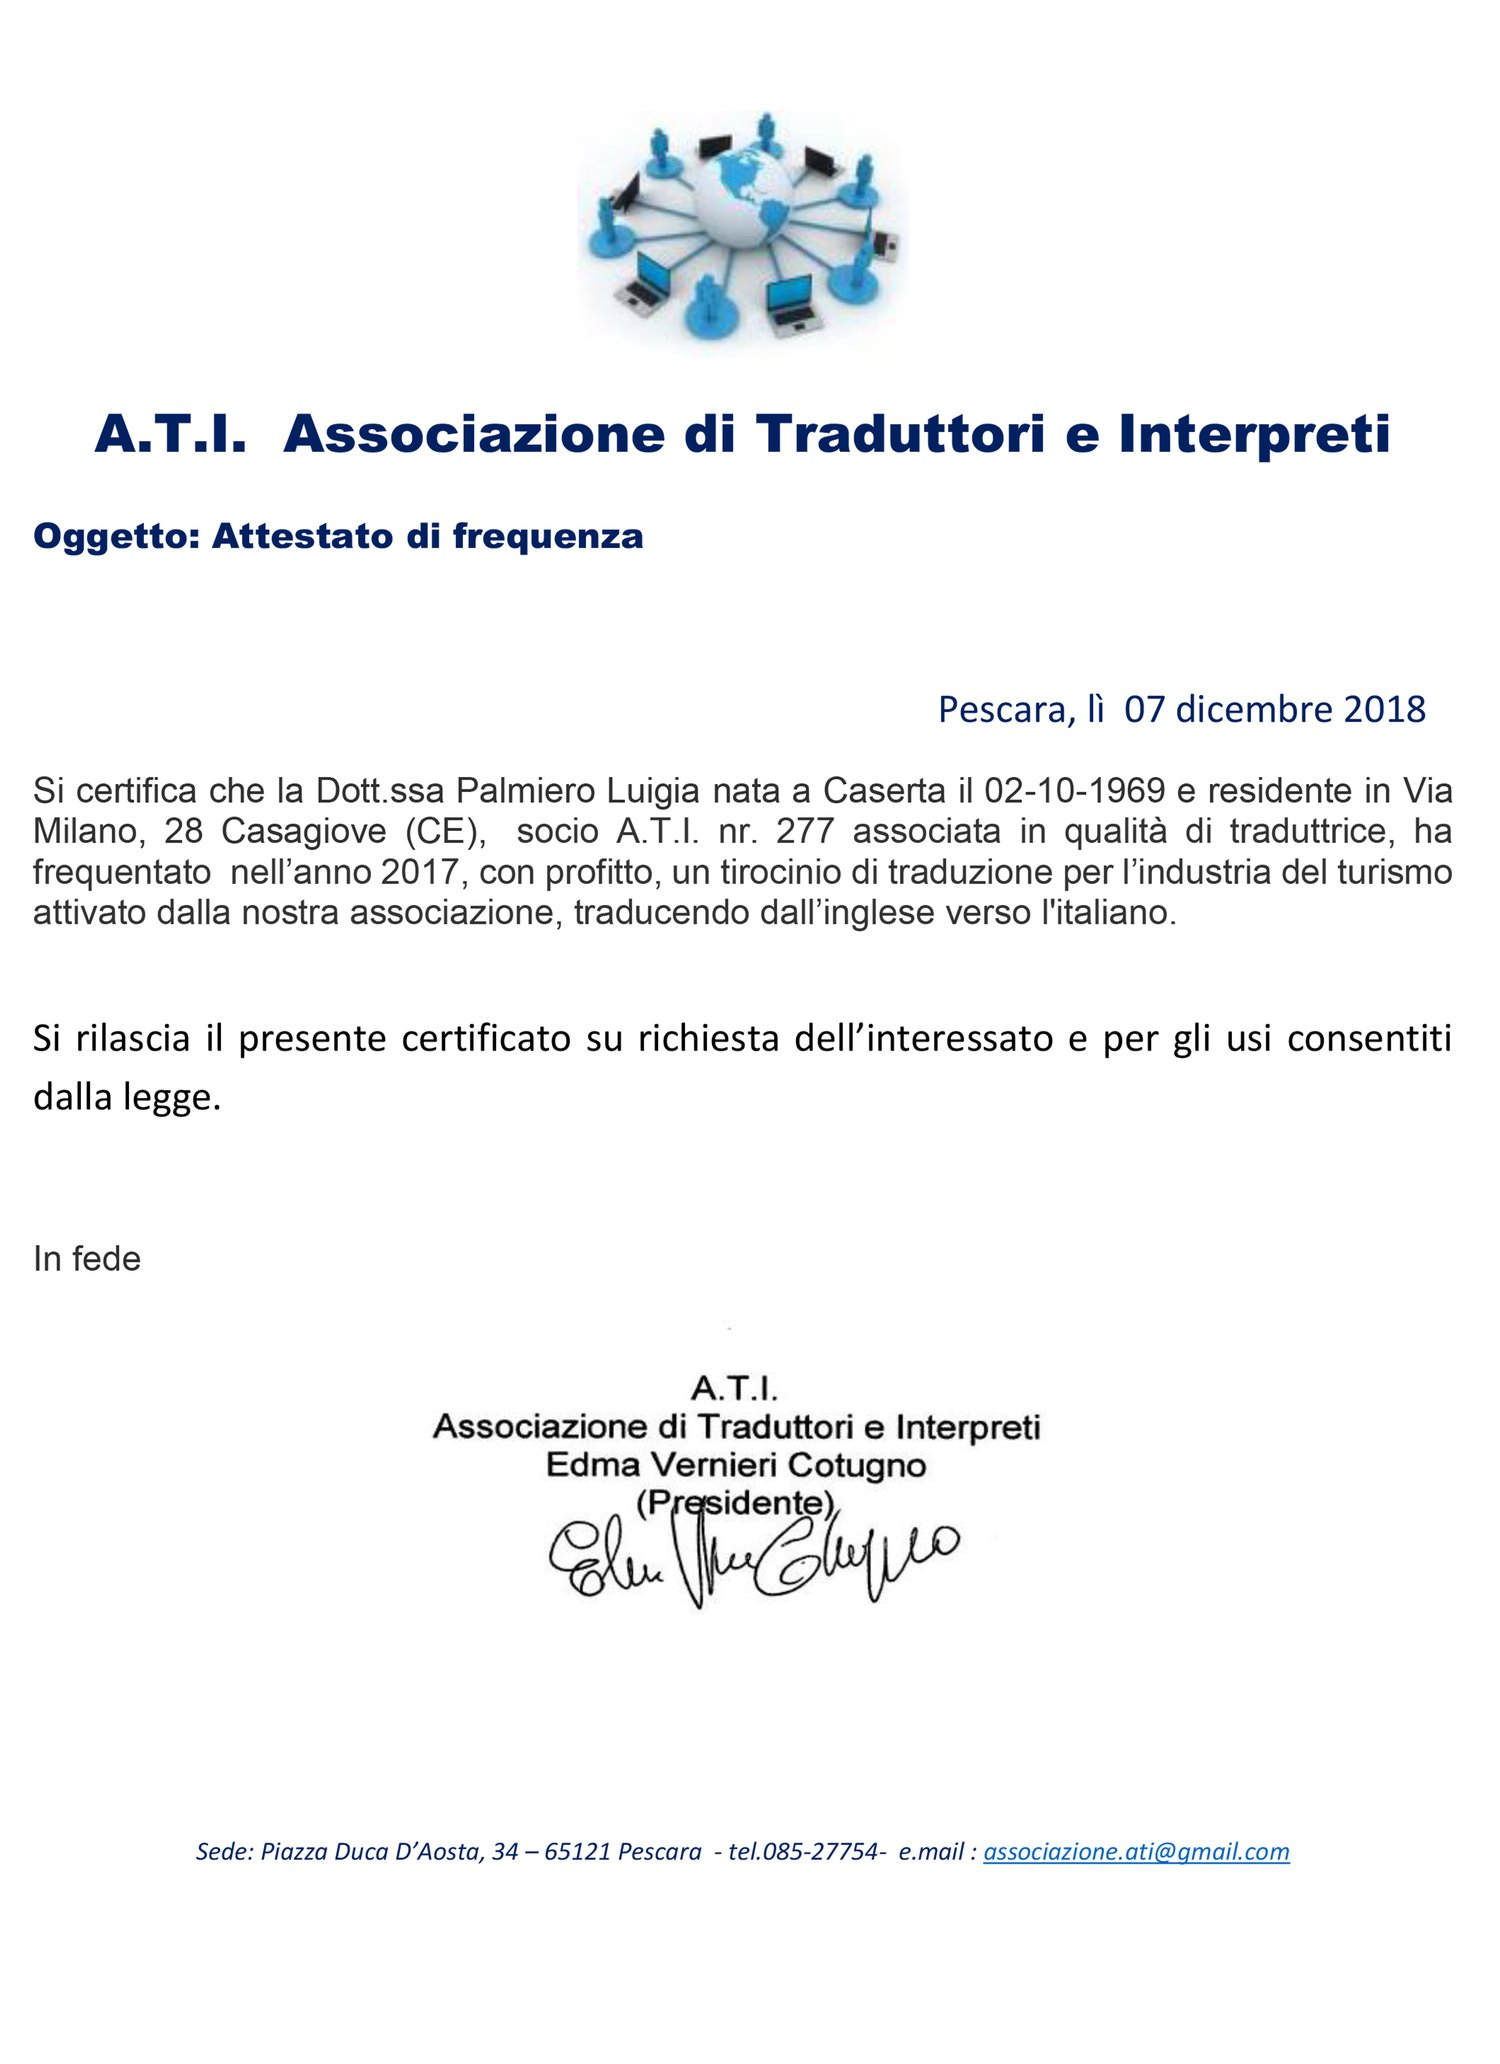 A.T.I. Associazione di Traduttori e Interpreti
Oggetto: Attestato di frequenza
Pescara, lì 07 dicembre 2018
Si certifica che la Dott.ssa Palmiero Luigia nata a Caserta il 02-10-1969 e residente in Via
Milano, 28 Casagiove (CE), socio A.T.I. nr. 277 associata in qualità di traduttrice, ha
frequentato nell’anno 2017, con profitto, un tirocinio di traduzione per l’industria del turismo
attivato dalla nostra associazione, traducendo dall’inglese verso l'italiano.
Si rilascia il presente certificato su richiesta dell’interessato e per gli usi consentiti
dalla legge.
In fede
A.T.I.
Associazione di Traduttori e Interpreti
Edma Vernieri Cotugno
(Presidente)
Sede: Piazza Duca D’Aosta, 34 – 65121 Pescara - tel.085-27754- e.mail : associazione.ati@gmail.com